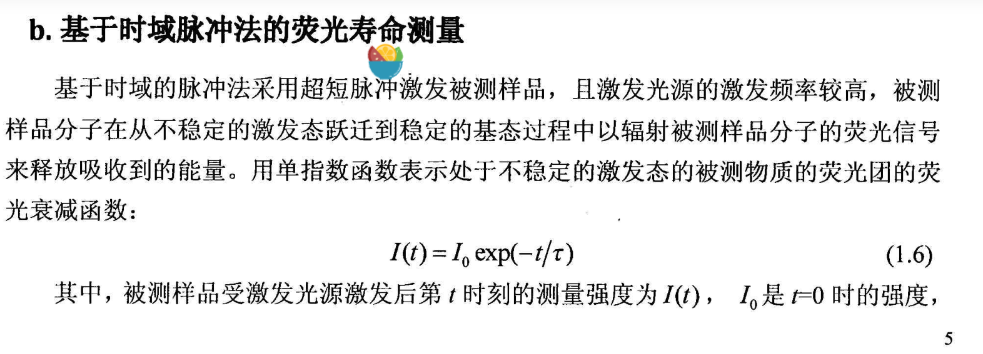 b. 基于时域脉冲法的荧光寿命测量
基于时域的脉冲法采用超短脉冲激发被测样品，且激发光源的激发频率较高，被测
样品分子在从不稳定的激发态跃迁到稳定的基态过程中以辐射被测样品分子的荧光信号
来释放吸收到的能量。用单指数函数表示处于不稳定的激发态的被测物质的荧光团的荧
光衰减函数：
I(t) = I₀ exp(−t/τ) (1.6)
其中，被测样品受激发光源激发后第 t 时刻的测量强度为 I(t)， I₀是 t=0 时的强度，
5